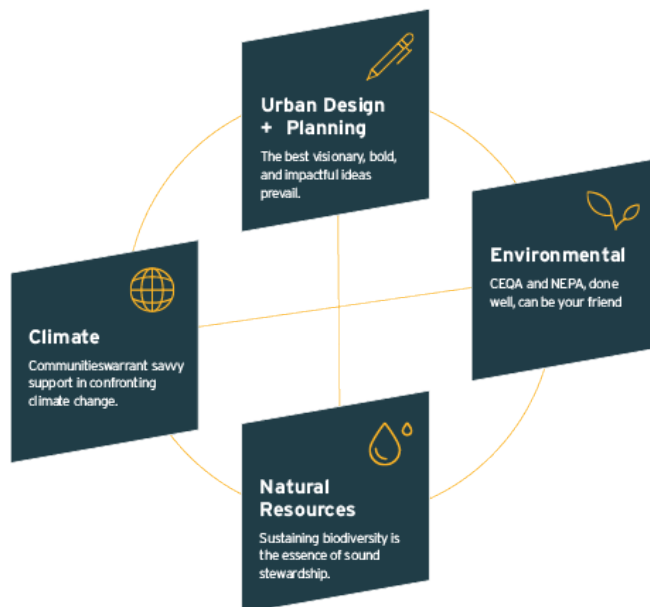 Urban Design
+ Planning
The best visionary, bold,
and impactful ideas
prevail.
Environmental
CEQA and NEPA, done
well, can be your friend
Climate
Communitieswarrant savvy
support in confronting
climate change.
Natural
Resources
Sustaining biodiversity is
the essence of sound
stewardship.